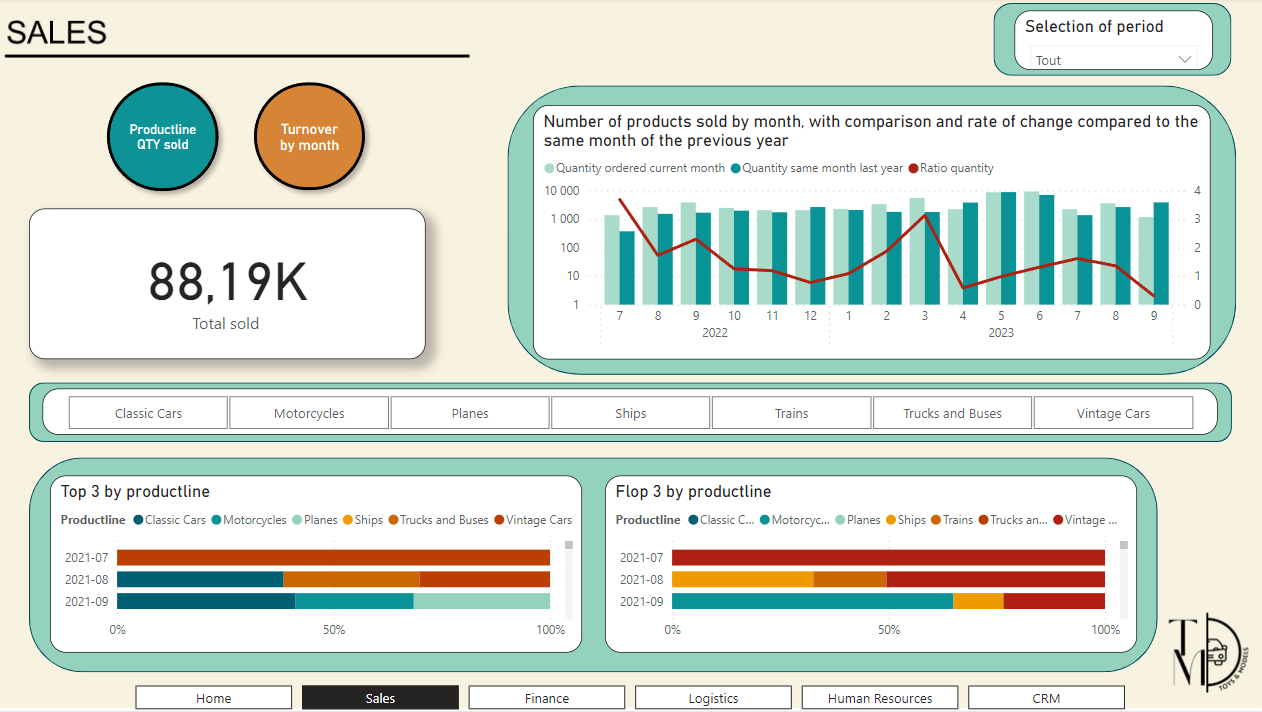 SALES
Selection of period
Tout
Productline
QTY sold
Turnover
by month
88,19K
Total sold
Number of products sold by month, with comparison and rate of change compared to the
same month of the previous year
Quantity ordered current month Quantity same month last year Ratio quantity
10 000 4
1 000 3
100 2
10 1
1 0
7 8 9 10 11 12 1 2 3 4 5 6 7 8 9
2022 2023
Classic Cars Motorcycles Planes Ships Trains Trucks and Buses Vintage Cars
Top 3 by productline
Productline Classic Cars Motorcycles Planes Ships Trucks and Buses Vintage Cars
2021-07
2021-08
2021-09
0% 50% 100%
Flop 3 by productline
Productline Classic C... Motorcyc... Planes Ships Trains Trucks an... Vintage ...
2021-07
2021-08
2021-09
0% 50% 100%
TMD
TOYS & MODELS
Home Sales Finance Logistics Human Resources CRM